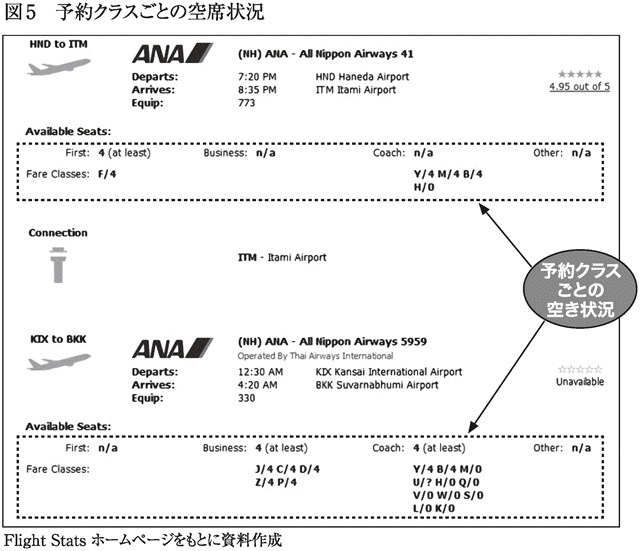 図5 予約クラスごとの空席状況
HND to ITM
ANA
(NH) ANA - All Nippon Airways 41
Departs: 7:20 PM HND Haneda Airport
Arrives: 8:35 PM ITM Itami Airport
Equip: 773
★★★★★
4.95 out of 5
Available Seats:
First: 4 (at least) Business: n/a Coach: n/a Other: n/a
Fare Classes: F/4 Y/4 M/4 B/4
H/0
Connection
ITM - Itami Airport
予約クラス
ごとの
空き状況
KIX to BKK
ANA
(NH) ANA - All Nippon Airways 5959
Operated By Thai Airways International
Departs: 12:30 AM KIX Kansai International Airport
Arrives: 4:20 AM BKK Suvarnabhumi Airport
Equip: 330
☆☆☆☆☆
Unavailable
Available Seats:
First: n/a Business: 4 (at least) Coach: 4 (at least) Other: n/a
Fare Classes: J/4 C/4 D/4 Y/4 B/4 M/0
Z/4 P/4 U/? H/0 Q/0
V/0 W/0 S/0
L/0 K/0
Flight Stats ホームページをもとに資料作成